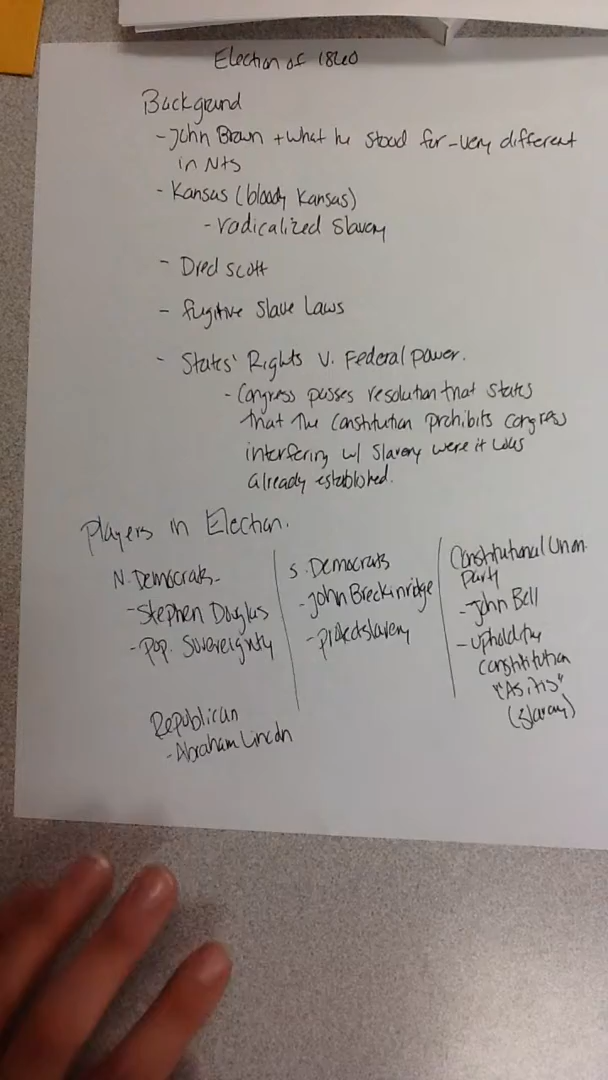 Election of 1860
Background
- John Brown + what he stood for - very different
in N + S
- Kansas (bloody Kansas)
- radicalized Slavery
- Dred scott
- fugitive Slave Laws
- States' Rights V. Federal power.
- Congress passes resolution that states
that the Constitution prohibits congress
interfering w/ Slavery were it was
already established.
Players in Election.
N. Democrats-
- Stephen Douglas
- Pop. Sovereignty
S. Democrats
- John Breckinridge
- protect slavery
Constitutional Union
Party
- John Bell
- upholding
constitution
"As it is"
(slavery)
Republican
- Abraham Lincoln